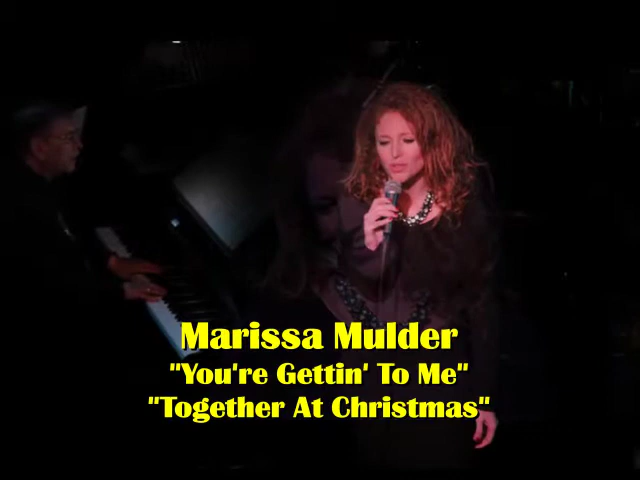 Marissa Mulder
"You're Gettin' To Me"
"Together At Christmas"